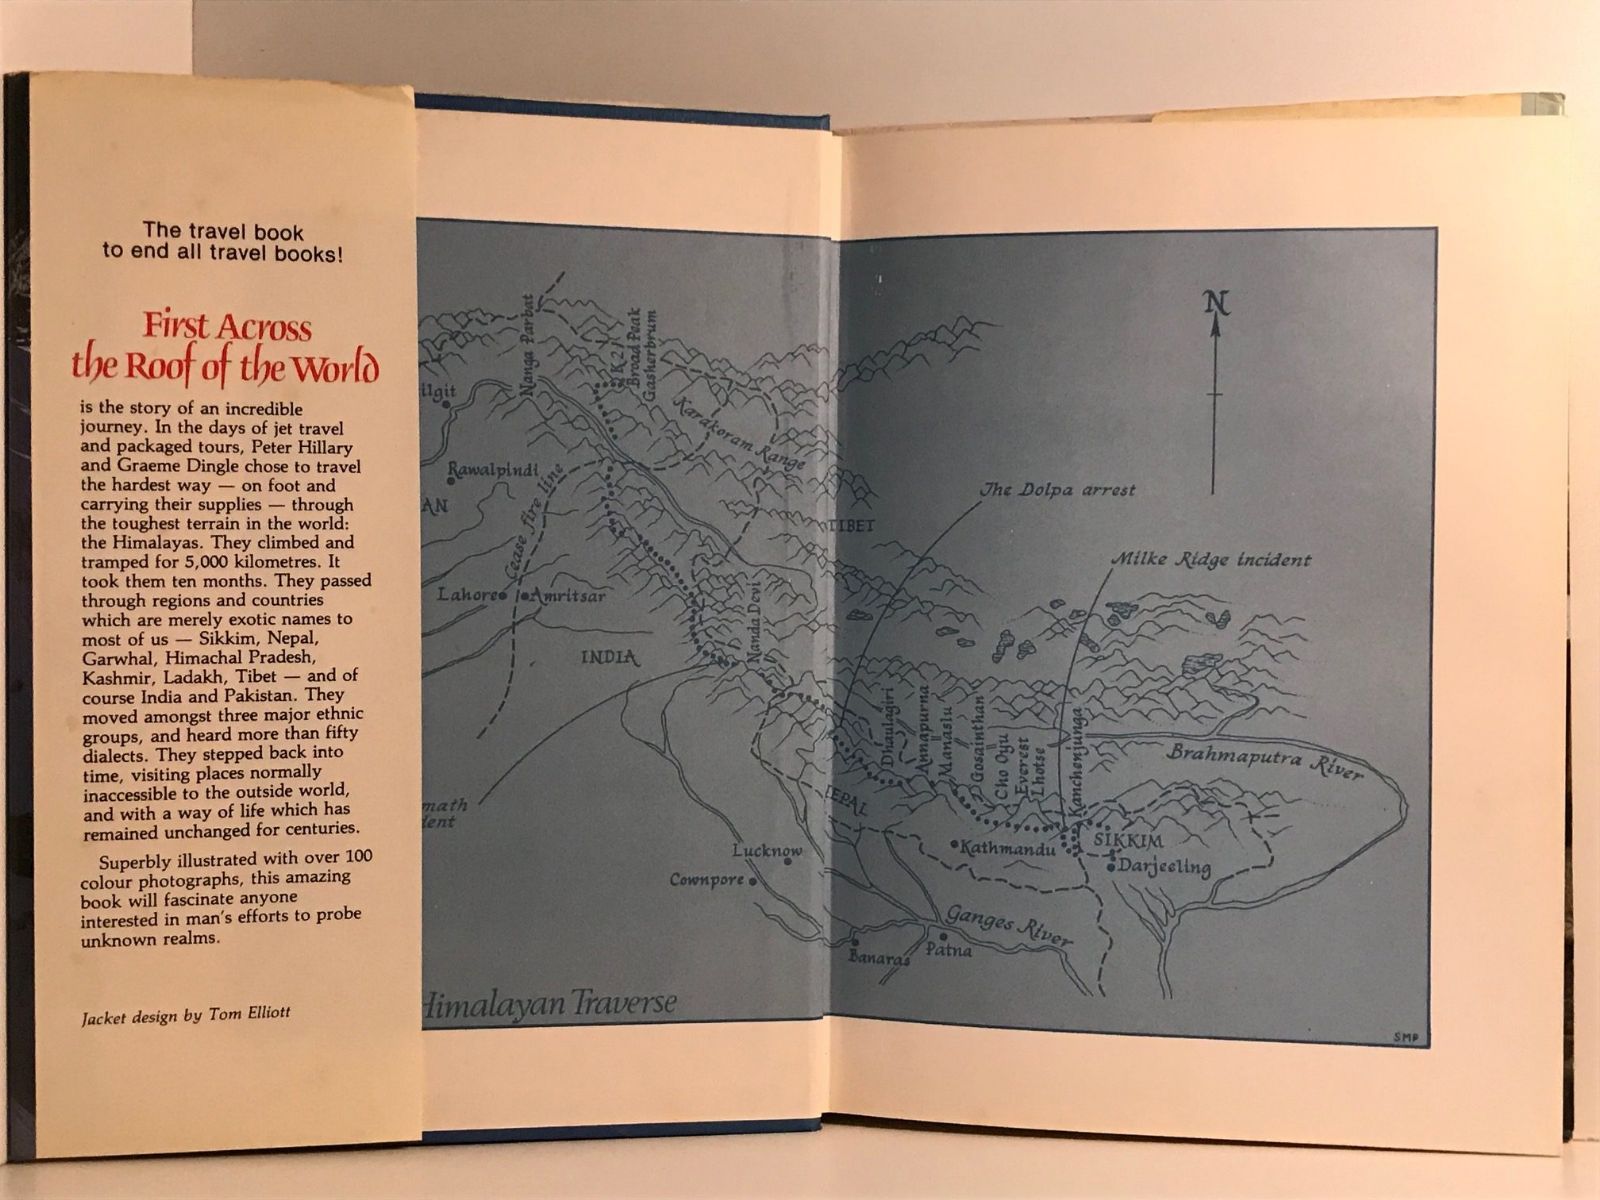 The travel book
to end all travel books!
First Across
the Roof of the World
is the story of an incredible
journey. In the days of jet travel
and packaged tours, Peter Hillary
and Graeme Dingle chose to travel
the hardest way — on foot and
carrying their supplies — through
the toughest terrain in the world:
the Himalayas. They climbed and
tramped for 5,000 kilometres. It
took them ten months. They passed
through regions and countries
which are merely exotic names to
most of us — Sikkim, Nepal,
Garwhal, Himachal Pradesh,
Kashmir, Ladakh, Tibet — and of
course India and Pakistan. They
moved amongst three major ethnic
groups, and heard more than fifty
dialects. They stepped back into
time, visiting places normally
inaccessible to the outside world,
and with a way of life which has
remained unchanged for centuries.
Superbly illustrated with over 100
colour photographs, this amazing
book will fascinate anyone
interested in man's efforts to probe
unknown realms.
Jacket design by Tom Elliott
Nanga Parbat
K2
Broad Peak
Gasherbrum
ilgit
Karakoram Range
Rawalpindi
AN
Cease fire line
Lahore
Amritsar
INDIA
Nanda Devi
TIBET
math
dent
Lucknow
Cownpore
Himalayan Traverse
N
The Dolpa arrest
Milke Ridge incident
Dhaulagiri
Annapurna
Manaslu
Gosainthan
Cho Oyu
Everest
Lhotse
Kanchenjunga
Brahmaputra River
NEPAL
Kathmandu
SIKKIM
Darjeeling
Ganges River
Banaras
Patna
SMP